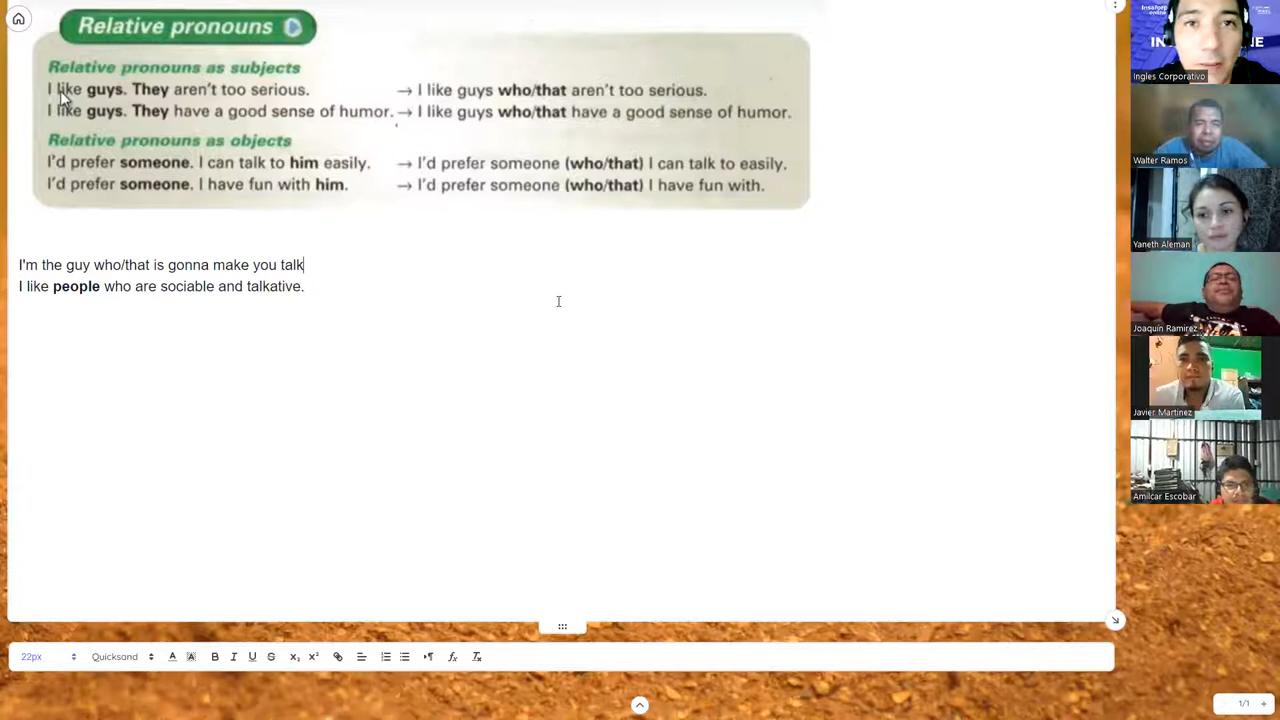 Relative pronouns
Relative pronouns as subjects
I like guys. They aren't too serious. → I like guys who/that aren't too serious.
I like guys. They have a good sense of humor. → I like guys who/that have a good sense of humor.
Relative pronouns as objects
I'd prefer someone. I can talk to him easily. → I'd prefer someone (who/that) I can talk to easily.
I'd prefer someone. I have fun with him. → I'd prefer someone (who/that) I have fun with.
I'm the guy who/that is gonna make you talk
I like people who are sociable and talkative.
Ingles Corporativo
Walter Ramos
Yaneth Aleman
Joaquín Ramirez
Javier Martinez
Amilcar Escobar
22px
Quicksand
1/1